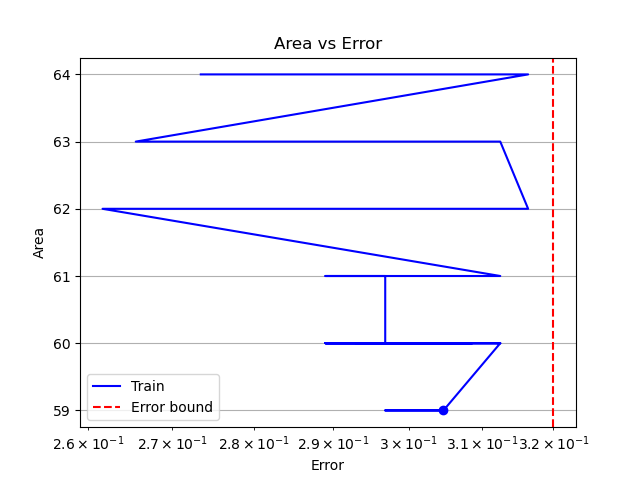 Area vs Error
64
63
62
61
60
59
Area
Train
Error bound
2.6 × 10⁻¹ 2.7 × 10⁻¹ 2.8 × 10⁻¹ 2.9 × 10⁻¹ 3 × 10⁻¹ 3.1 × 10⁻¹ 3.2 × 10⁻¹
Error